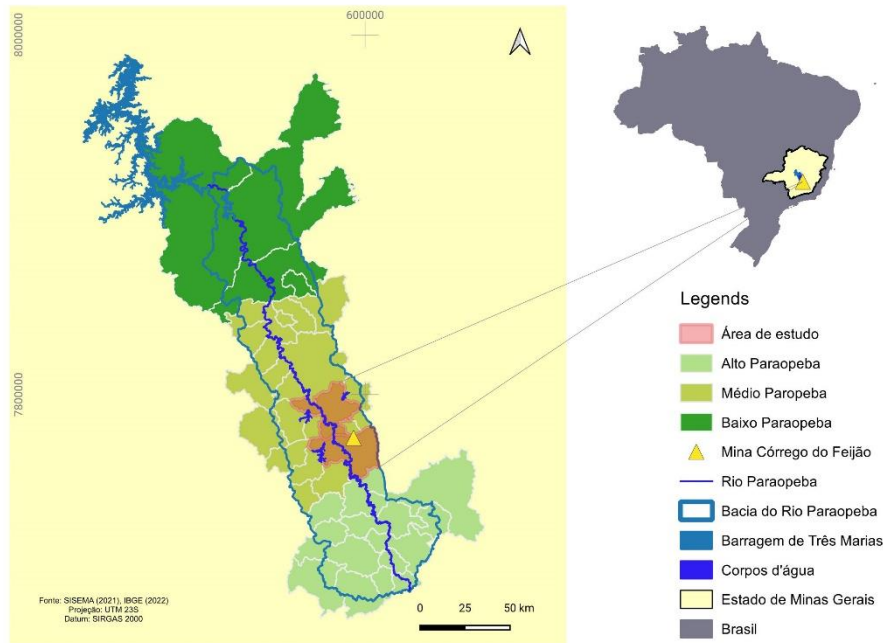 600000
8000000
7800000
Legends
Área de estudo
Alto Paraopeba
Médio Paropeba
Baixo Paraopeba
Mina Córrego do Feijão
Rio Paraopeba
Bacia do Rio Paraopeba
Barragem de Três Marias
Corpos d'água
Estado de Minas Gerais
Brasil
Fonte: SISEMA (2021), IBGE (2022)
Projeção: UTM 23S
Datum: SIRGAS 2000
0 25 50 km